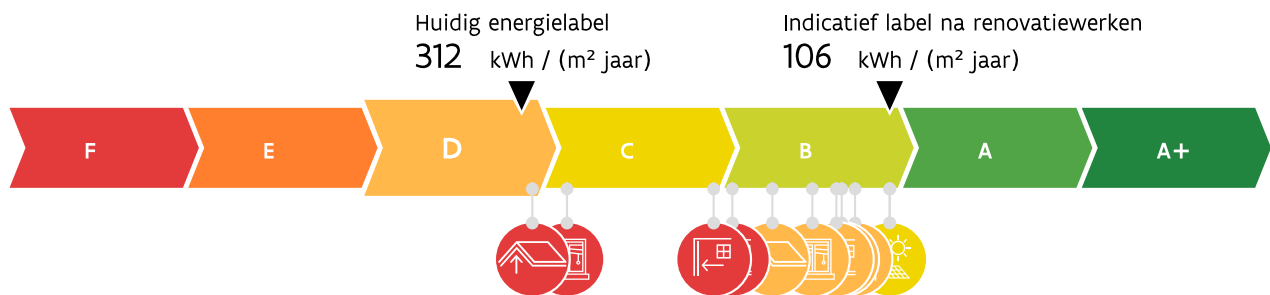 Huidig energielabel
312 kWh / (m² jaar)
Indicatief label na renovatiewerken
106 kWh / (m² jaar)
F
E
D
C
B
A
A+